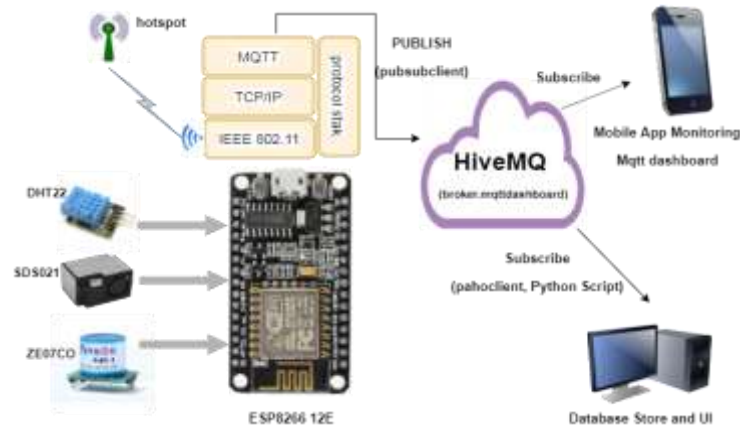 hotspot
MQTT
TCP/IP
IEEE 802.11
protocol stak
PUBLISH
(pubsubclient)
Subscribe
Mobile App Monitoring
Mqtt dashboard
HiveMQ
(broker.mqttdashboard)
DHT22
SDS021
ZE07CO
Subscribe
(pahoclient, Python Script)
ESP8266 12E
Database Store and UI